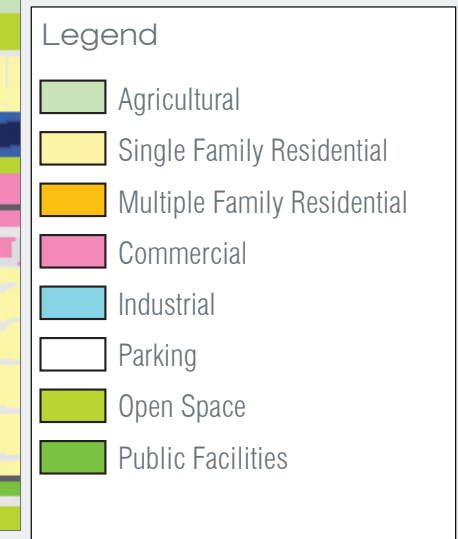 Legend
Agricultural
Single Family Residential
Multiple Family Residential
Commercial
Industrial
Parking
Open Space
Public Facilities